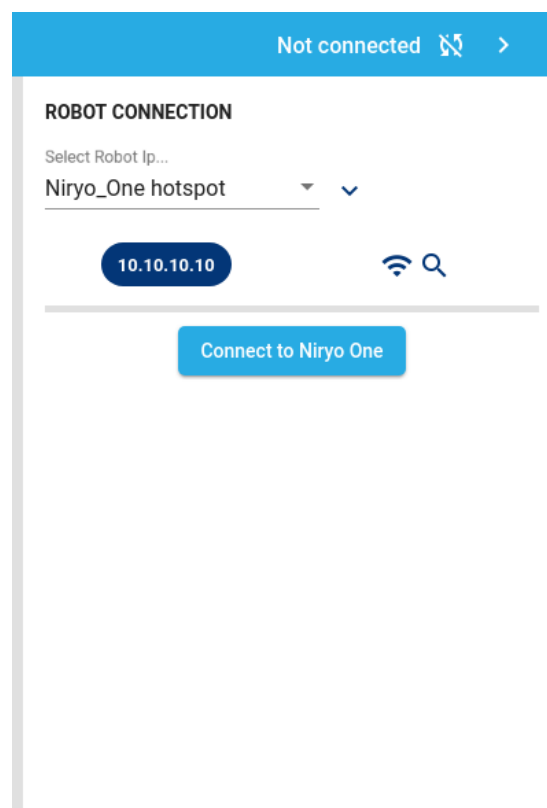 Not connected
ROBOT CONNECTION
Select Robot Ip...
Niryo_One hotspot
10.10.10.10
Connect to Niryo One